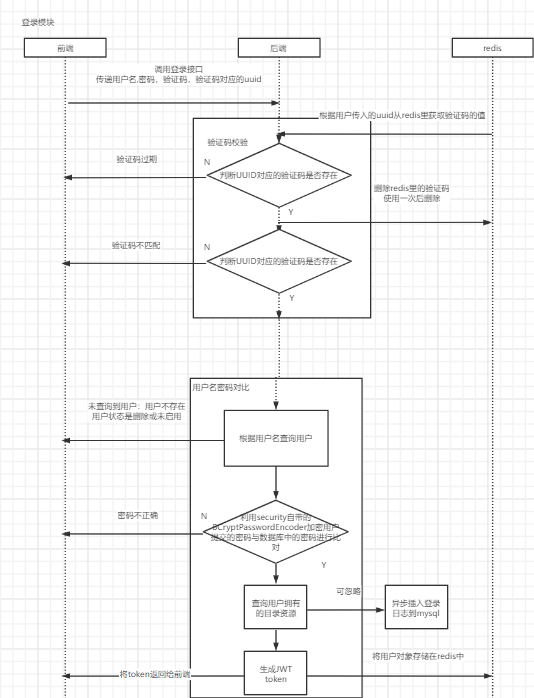 登录模块
前端
后端
redis
调用登录接口
传递用户名,密码，验证码、验证码对应的uuid
根据用户传入的uuid从redis里获取验证码的值
验证码校验
验证码过期
N
判断UUID对应的验证码是否存在
删除redis里的验证码
使用一次后删除
Y
验证码不匹配
N
判断UUID对应的验证码是否存在
Y
用户名密码对比
未查询到用户：用户不存在
用户状态是删除或未启用
根据用户名查询用户
密码不正确
N
利用security自带的
BCryptPasswordEncoder加密用户
提交的密码与数据库中的密码进行比
对
Y
可忽略
查询用户拥有
的目录资源
异步插入登录
日志到mysql
将用户对象存储在redis中
将token返回给前端
生成JWT
token